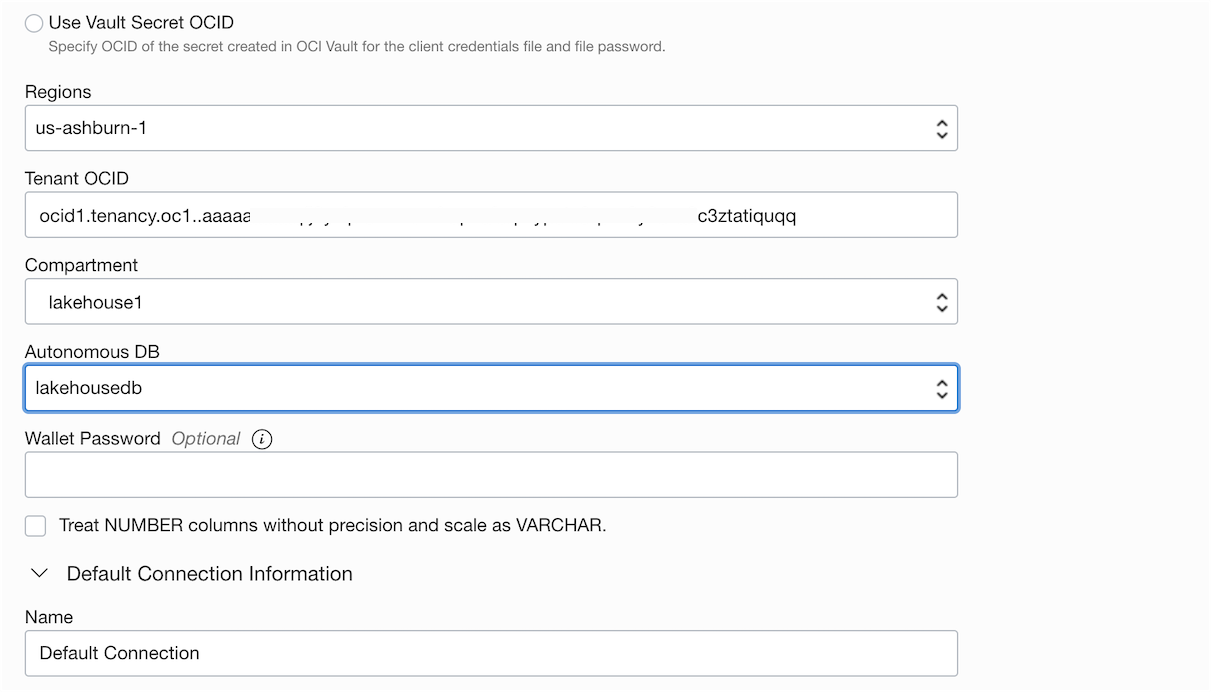 Use Vault Secret OCID
Specify OCID of the secret created in OCI Vault for the client credentials file and file password.
Regions
us-ashburn-1
Tenant OCID
ocid1.tenancy.oc1..aaaaa c3ztatiquqq
Compartment
lakehouse1
Autonomous DB
lakehousedb
Wallet Password Optional i
Treat NUMBER columns without precision and scale as VARCHAR.
Default Connection Information
Name
Default Connection